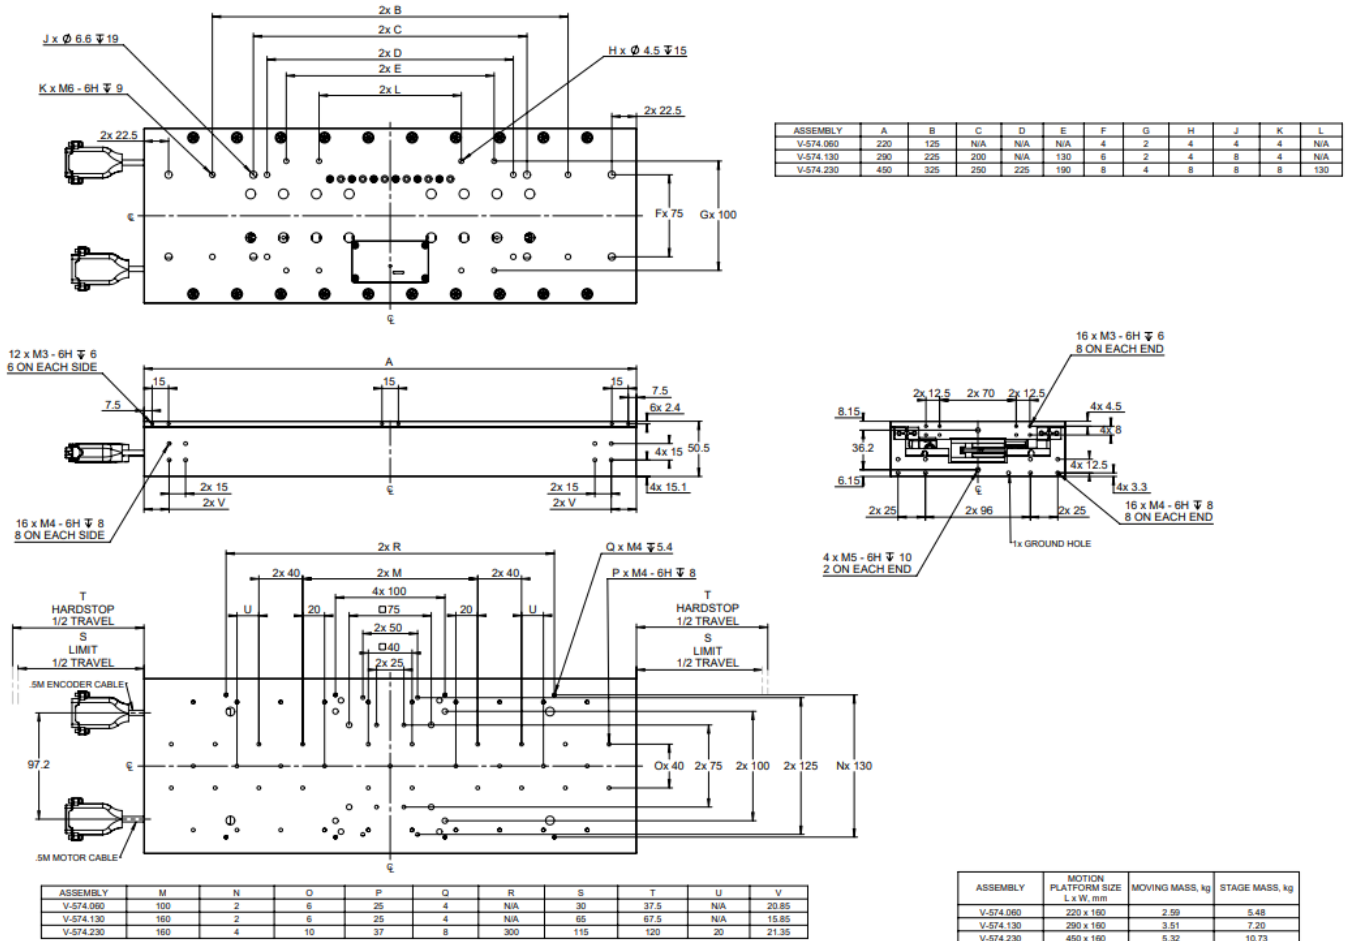 2x B
J x Ø 6.6 ↧ 19
2x C
H x Ø 4.5 ↧ 15
2x D
2x E
K x M6 - 6H ↧ 9
2x L
2x 22.5
2x 22.5
F x 75
G x 100
℄
℄
ASSEMBLY A B C D E F G H J K L
V-574.060 220 125 N/A N/A N/A 4 2 4 4 4 N/A
V-574.130 290 225 200 N/A 130 6 2 4 8 4 N/A
V-574.230 450 325 250 225 190 8 4 8 8 8 130
12 x M3 - 6H ↧ 6
6 ON EACH SIDE
A
15
15
15
7.5
7.5
6x 2.4
50.5
4x 15
4x 15.1
2x 15
2x V
2x 15
2x V
16 x M4 - 6H ↧ 8
8 ON EACH SIDE
℄
16 x M3 - 6H ↧ 6
8 ON EACH END
2x 12.5
2x 70
2x 12.5
8.15
4x 4.5
4x 8
36.2
4x 12.5
6.15
4x 3.3
℄
2x 25
2x 96
2x 25
16 x M4 - 6H ↧ 8
8 ON EACH END
1x GROUND HOLE
4 x M5 - 6H ↧ 10
2 ON EACH END
2x R
Q x M4 ↧ 5.4
2x 40
2x M
2x 40
P x M4 - 6H ↧ 8
4x 100
T
HARDSTOP
1/2 TRAVEL
S
LIMIT
1/2 TRAVEL
U
20
□75
20
U
2x 50
□40
2x 25
T
HARDSTOP
1/2 TRAVEL
S
LIMIT
1/2 TRAVEL
.5M ENCODER CABLE
97.2
℄
O x 40
2x 75
2x 100
2x 125
N x 130
.5M MOTOR CABLE
℄
ASSEMBLY M N O P Q R S T U V
V-574.060 100 2 6 25 4 N/A 30 37.5 N/A 20.85
V-574.130 160 2 6 25 4 N/A 65 67.5 N/A 15.85
V-574.230 160 4 10 37 8 300 115 120 20 21.35
ASSEMBLY MOTION PLATFORM SIZE L x W, mm MOVING MASS, kg STAGE MASS, kg
V-574.060 220 x 160 2.59 5.48
V-574.130 290 x 160 3.51 7.20
V-574.230 450 x 160 5.32 10.73